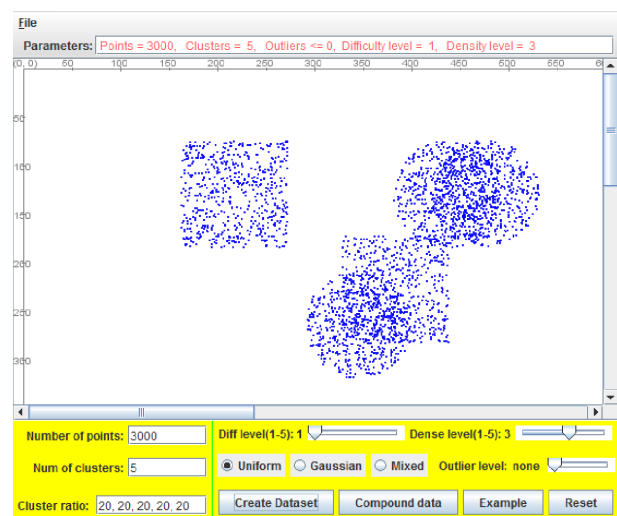 File
Parameters: Points = 3000, Clusters = 5, Outliers <= 0, Difficulty level = 1, Density level = 3
(0, 0) 50 100 150 200 250 300 350 400 450 500 550 6
50
100
150
200
250
300
Number of points: 3000
Diff level(1-5): 1
Dense level(1-5): 3
Num of clusters: 5
Uniform Gaussian Mixed
Outlier level: none
Cluster ratio: 20, 20, 20, 20, 20
Create Dataset
Compound data
Example
Reset